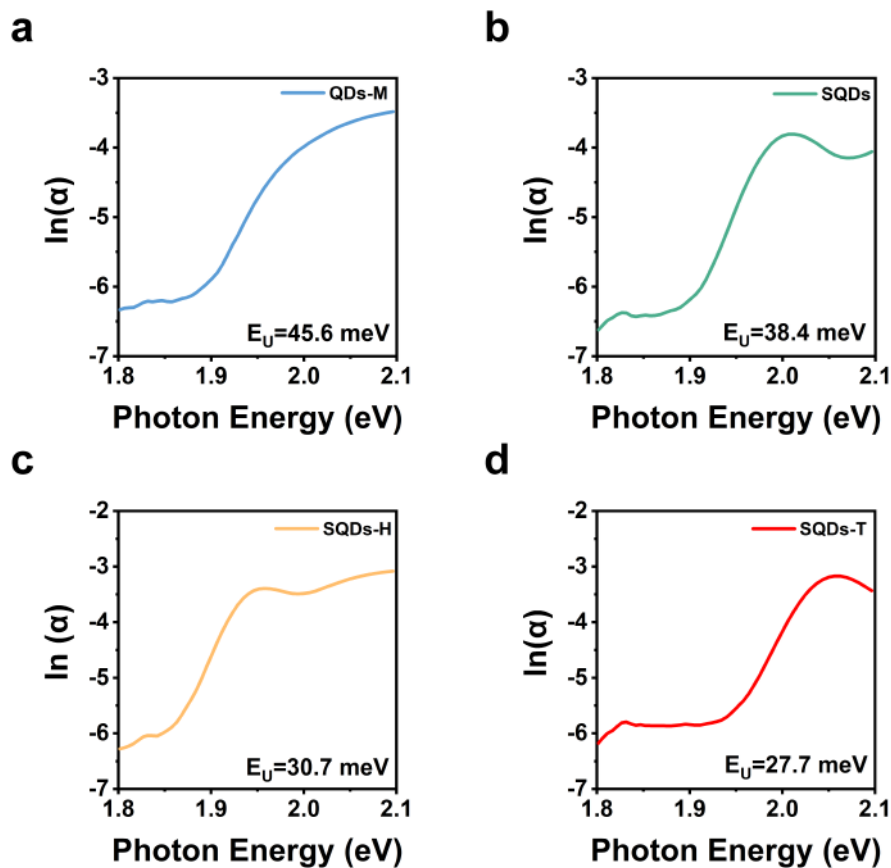 a
QDs-M
-3
-4
-5
-6
-7
ln(α)
E_U=45.6 meV
1.8 1.9 2.0 2.1
Photon Energy (eV)
b
SQDs
-3
-4
-5
-6
-7
ln(α)
E_U=38.4 meV
1.8 1.9 2.0 2.1
Photon Energy (eV)
c
SQDs-H
-2
-3
-4
-5
-6
-7
ln (α)
E_U=30.7 meV
1.8 1.9 2.0 2.1
Photon Energy (eV)
d
SQDs-T
-2
-3
-4
-5
-6
-7
ln(α)
E_U=27.7 meV
1.8 1.9 2.0 2.1
Photon Energy (eV)